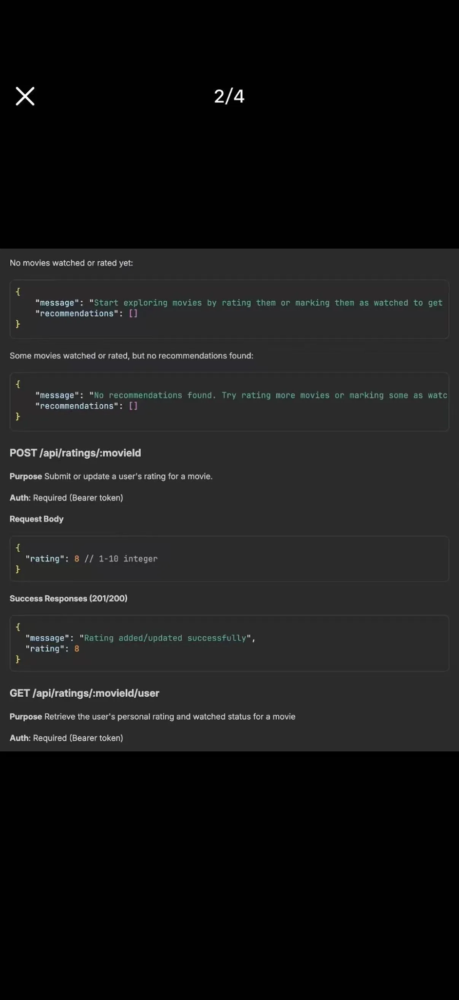 2/4
No movies watched or rated yet:
{
"message": "Start exploring movies by rating them or marking them as watched to get
"recommendations": []
}
Some movies watched or rated, but no recommendations found:
{
"message": "No recommendations found. Try rating more movies or marking some as watc
"recommendations": []
}
POST /api/ratings/:movieId
Purpose Submit or update a user's rating for a movie.
Auth: Required (Bearer token)
Request Body
{
"rating": 8 // 1-10 integer
}
Success Responses (201/200)
{
"message": "Rating added/updated successfully",
"rating": 8
}
GET /api/ratings/:movieId/user
Purpose Retrieve the user's personal rating and watched status for a movie
Auth: Required (Bearer token)